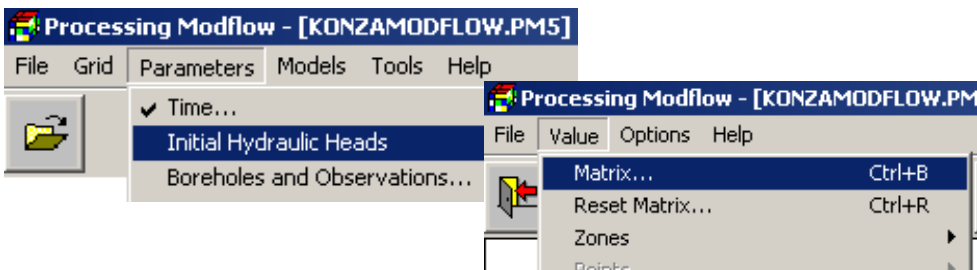 Processing Modflow - [KONZAMODFLOW.PM5]
File Grid Parameters Models Tools Help
Time...
Initial Hydraulic Heads
Boreholes and Observations...
Processing Modflow - [KONZAMODFLOW.PM
File Value Options Help
Matrix... Ctrl+B
Reset Matrix... Ctrl+R
Zones
Points